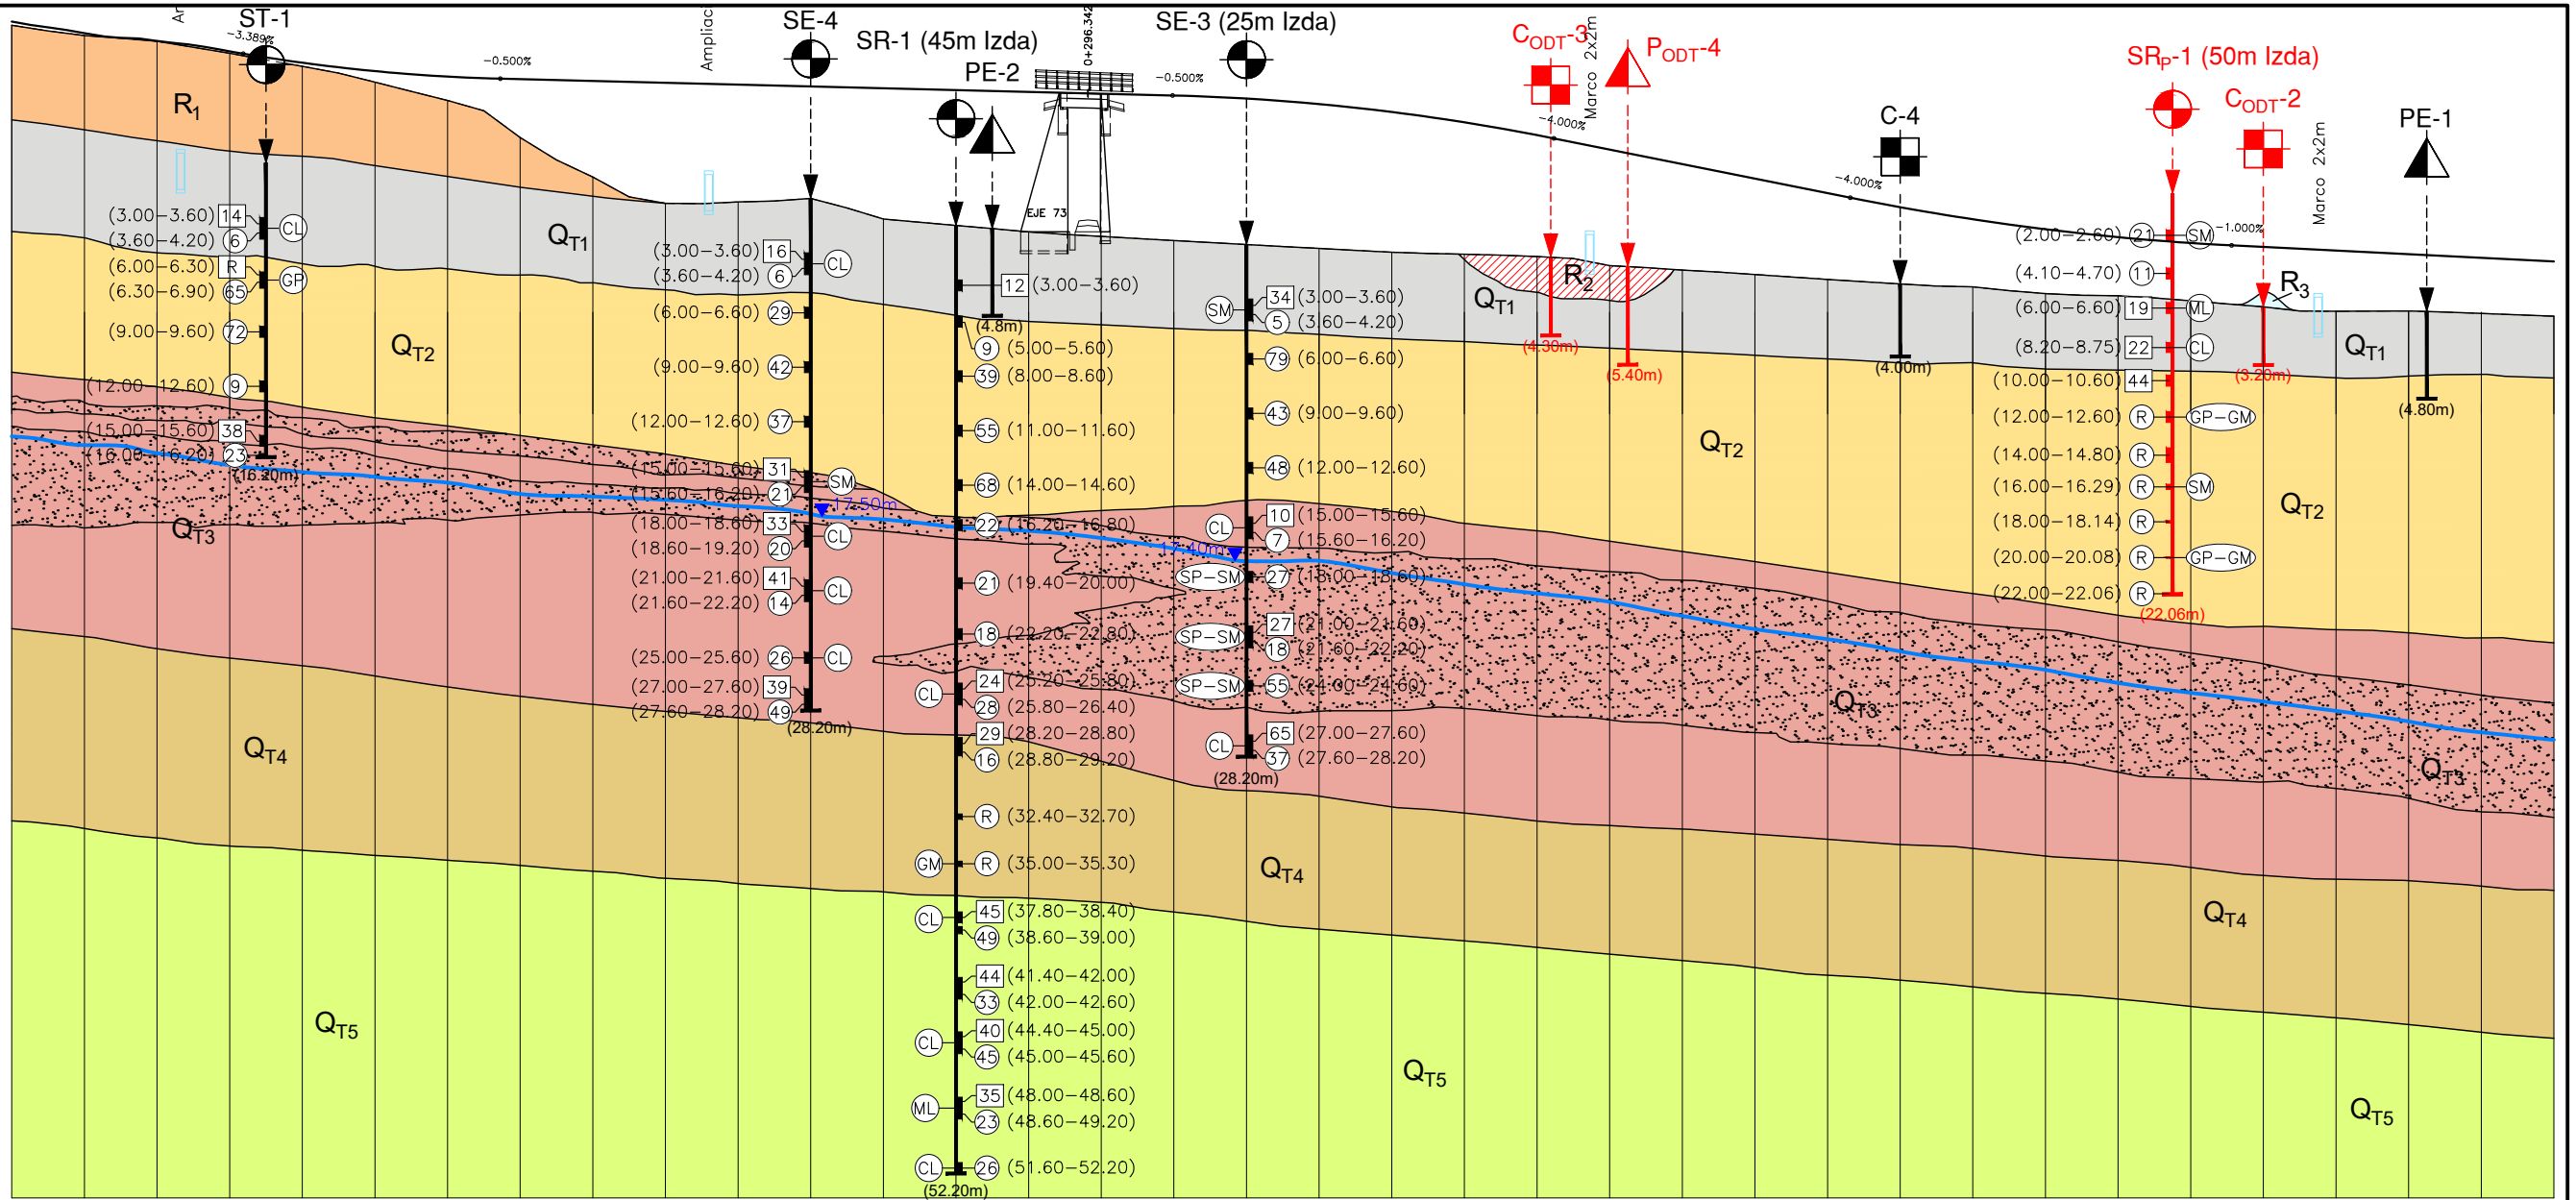 ST-1
-3.389%
-0.500%
Ampliac
SE-4
SR-1 (45m Izda)
PE-2
0+296.342
EJE 73
SE-3 (25m Izda)
-0.500%
C ODT-3
Marco 2x2m
P ODT-4
-4.000%
-4.000%
C-4
SR P-1 (50m Izda)
C ODT-2
Marco 2x2m
PE-1
-1.000%
R1
R2
R3
QT1
QT1
QT1
QT2
QT2
QT2
QT3
QT3
QT3
QT4
QT4
QT4
QT5
QT5
QT5
(3.00-3.60) 14
CL
(3.60-4.20) 6
(6.00-6.30) R
GP
(6.30-6.90) 65
(9.00-9.60) 72
(12.00-12.60) 9
(15.00-15.60) 38
(16.00-16.20) 23
(16.20m)
(3.00-3.60) 16
CL
(3.60-4.20) 6
(6.00-6.60) 29
(9.00-9.60) 42
(12.00-12.60) 37
(15.00-15.60) 31
SM
(15.60-16.20) 21
17.50m
(18.00-18.60) 33
CL
(18.60-19.20) 20
(21.00-21.60) 41
CL
(21.60-22.20) 14
(25.00-25.60) 26 CL
(27.00-27.60) 39
(27.60-28.20) 49
(28.20m)
12 (3.00-3.60)
(4.8m)
9 (5.00-5.60)
39 (8.00-8.60)
55 (11.00-11.60)
68 (14.00-14.60)
22 (16.20-16.80)
21 (19.40-20.00)
18 (22.20-22.80)
24 (25.20-25.80)
CL
28 (25.80-26.40)
29 (28.20-28.80)
16 (28.80-29.20)
R (32.40-32.70)
GM R (35.00-35.30)
45 (37.80-38.40)
CL
49 (38.60-39.00)
44 (41.40-42.00)
33 (42.00-42.60)
40 (44.40-45.00)
CL
45 (45.00-45.60)
35 (48.00-48.60)
ML
23 (48.60-49.20)
CL 26 (51.60-52.20)
(52.20m)
34 (3.00-3.60)
SM
5 (3.60-4.20)
79 (6.00-6.60)
43 (9.00-9.60)
48 (12.00-12.60)
10 (15.00-15.60)
CL
7 (15.60-16.20)
17.40m
SP-SM 27 (18.00-18.60)
27 (21.00-21.60)
SP-SM
18 (21.60-22.20)
SP-SM 55 (24.00-24.60)
65 (27.00-27.60)
CL
37 (27.60-28.20)
(28.20m)
(4.30m)
(5.40m)
(4.00m)
(2.00-2.60) 21 SM
(4.10-4.70) 11
(6.00-6.60) 19 ML
(8.20-8.75) 22 CL
(10.00-10.60) 44
(12.00-12.60) R GP-GM
(14.00-14.80) R
(16.00-16.29) R SM
(18.00-18.14) R
(20.00-20.08) R GP-GM
(22.00-22.06) R
(22.06m)
(3.20m)
(4.80m)